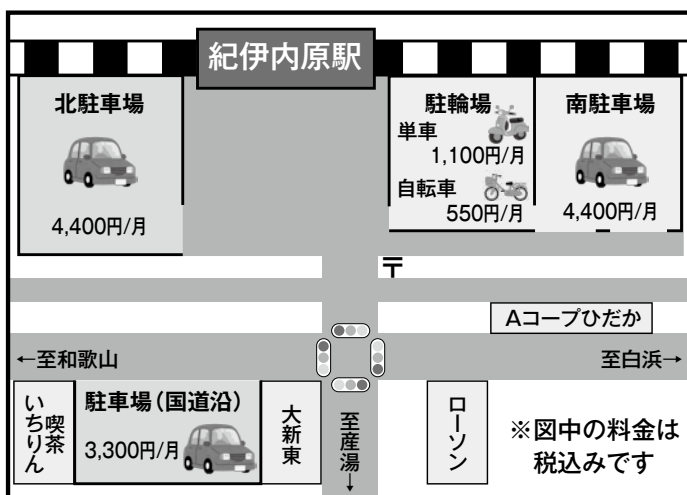 紀伊内原駅
北駐車場
4,400円/月
駐輪場
単車
1,100円/月
自転車
550円/月
南駐車場
4,400円/月
〒
Aコープひだか
←至和歌山
至白浜→
喫茶
いちりん
駐車場(国道沿)
3,300円/月
大新東
至産湯→
ローソン
※図中の料金は
税込みです